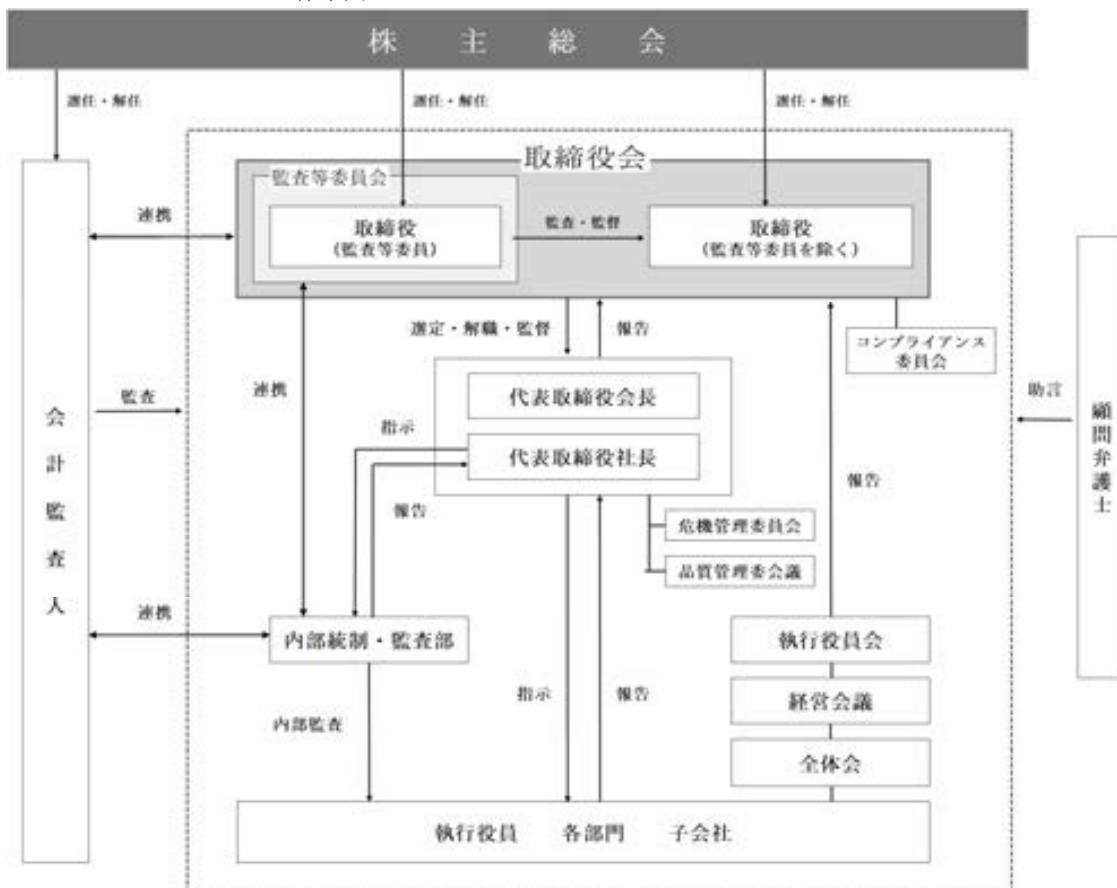 株主総会
選任・解任
選任・解任
選任・解任
取締役会
監査等委員会
連携
取締役
(監査等委員)
監査・監督
取締役
(監査等委員を除く)
選定・解職・監督
報告
コンプライアンス
委員会
会計監査人
監査
連携
代表取締役会長
指示
代表取締役社長
報告
報告
助言
顧問弁護士
危機管理委員会
品質管理委会議
連携
内部統制・監査部
執行役員会
指示
報告
経営会議
内部監査
全体会
執行役員 各部門 子会社